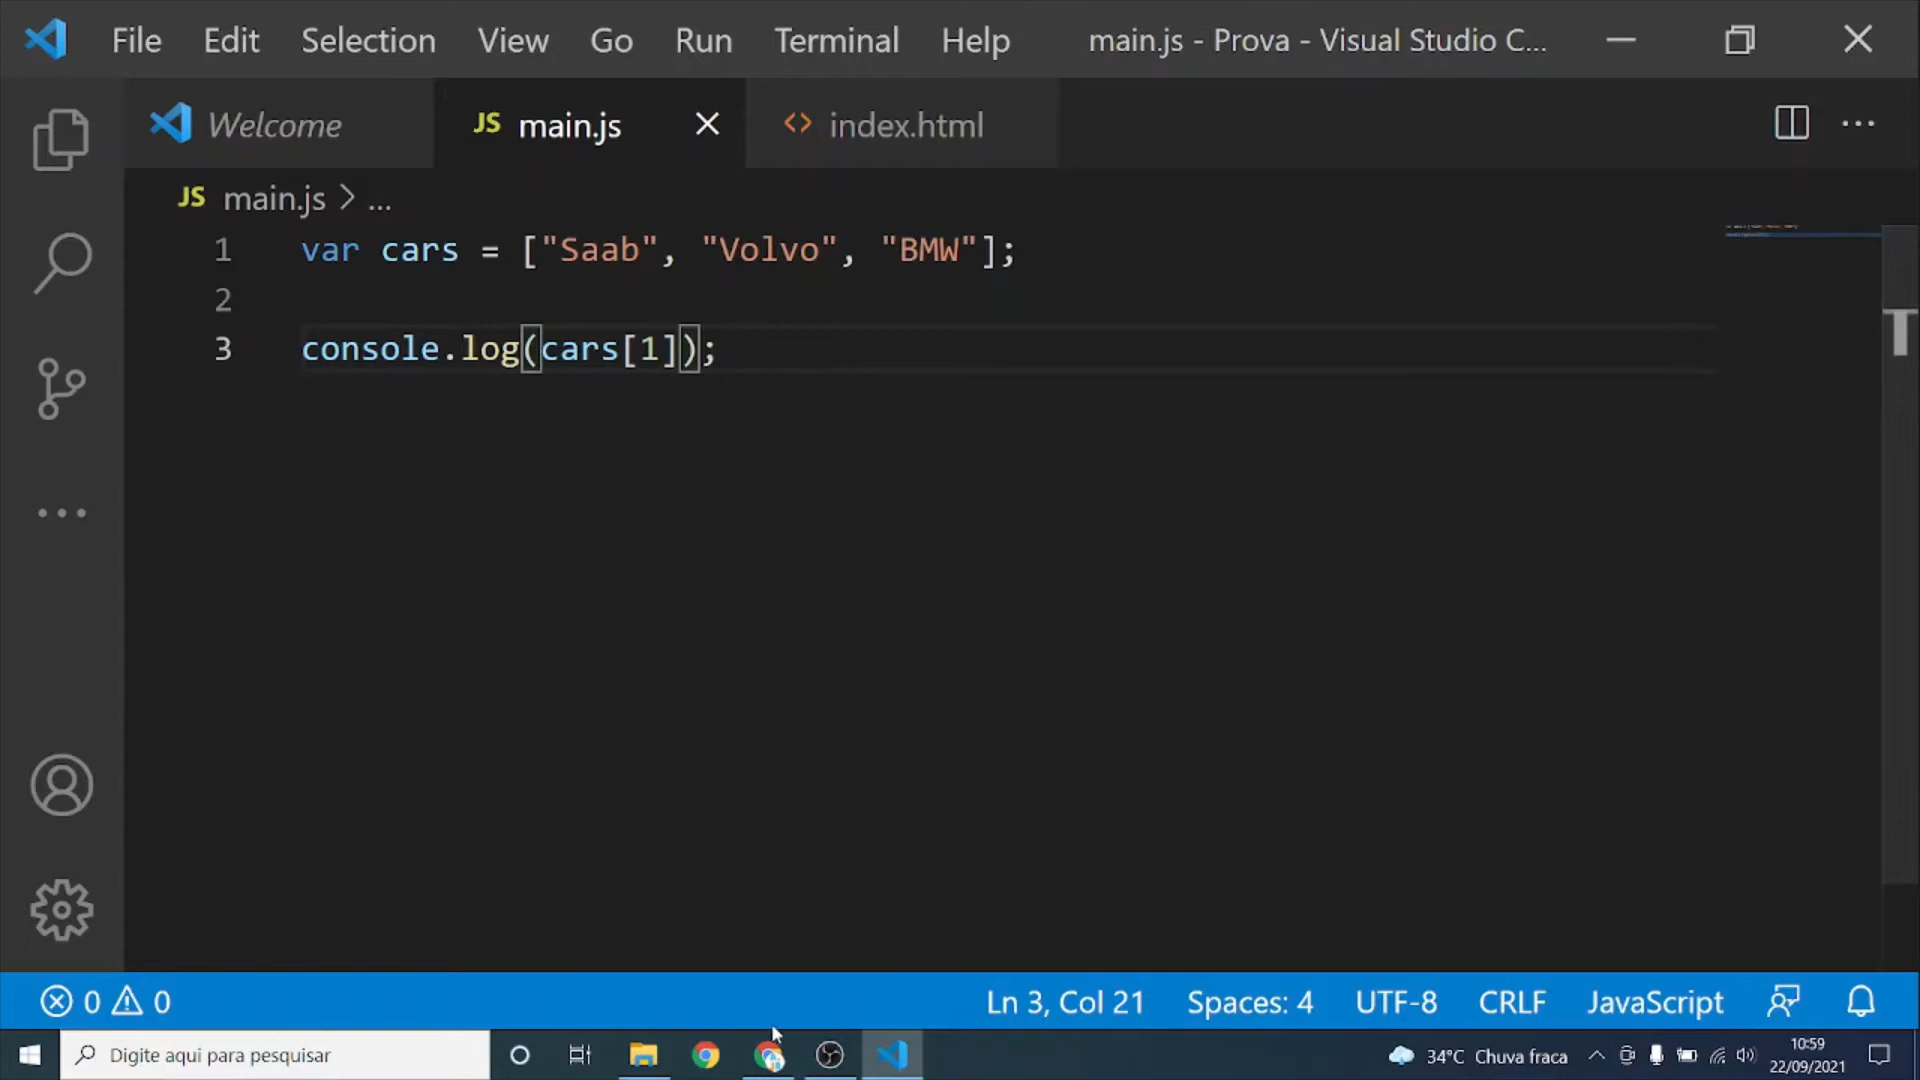 File Edit Selection View Go Run Terminal Help main.js - Prova - Visual Studio C...
Welcome JS main.js index.html
JS main.js > ...
1 var cars = ["Saab", "Volvo", "BMW"];
2
3 console.log(cars[1]);
0 0 Ln 3, Col 21 Spaces: 4 UTF-8 CRLF JavaScript
Digite aqui para pesquisar 34°C Chuva fraca 10:59
22/09/2021